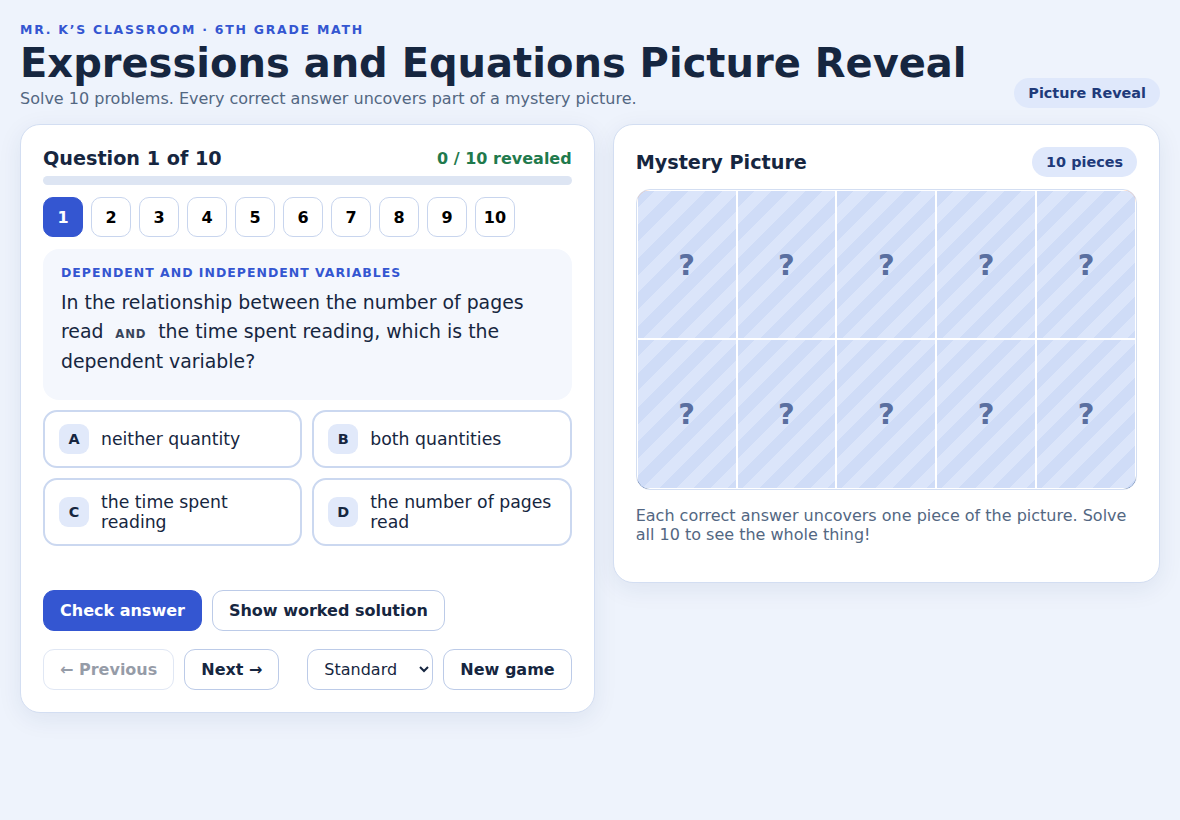 MR. K’S CLASSROOM · 6TH GRADE MATH
Expressions and Equations Picture Reveal
Solve 10 problems. Every correct answer uncovers part of a mystery picture.
Picture Reveal
Question 1 of 10
0 / 10 revealed
1 2 3 4 5 6 7 8 9 10
DEPENDENT AND INDEPENDENT VARIABLES
In the relationship between the number of pages
read AND the time spent reading, which is the
dependent variable?
A neither quantity
B both quantities
C the time spent
reading
D the number of pages
read
Check answer
Show worked solution
← Previous
Next →
Standard
New game
Mystery Picture
10 pieces
? ? ? ? ?
? ? ? ? ?
Each correct answer uncovers one piece of the picture. Solve
all 10 to see the whole thing!